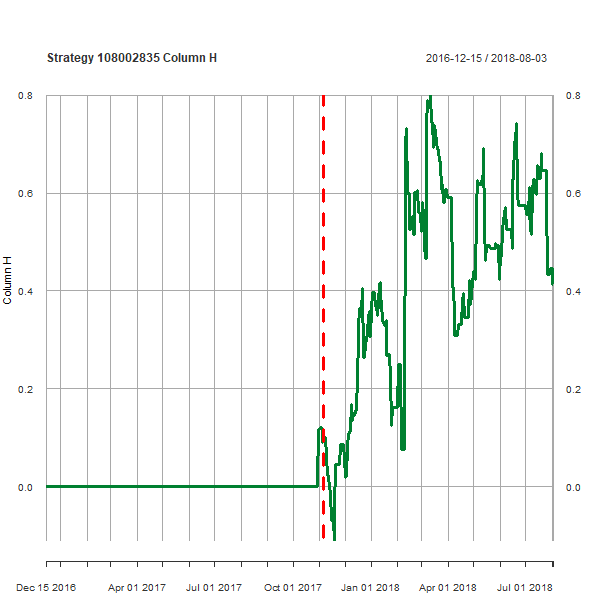 Strategy 108002835 Column H
2016-12-15 / 2018-08-03
0.8
0.8
0.6
0.6
Column H
0.4
0.4
0.2
0.2
0.0
0.0
Dec 15 2016
Apr 01 2017
Jul 01 2017
Oct 01 2017
Jan 01 2018
Apr 01 2018
Jul 01 2018